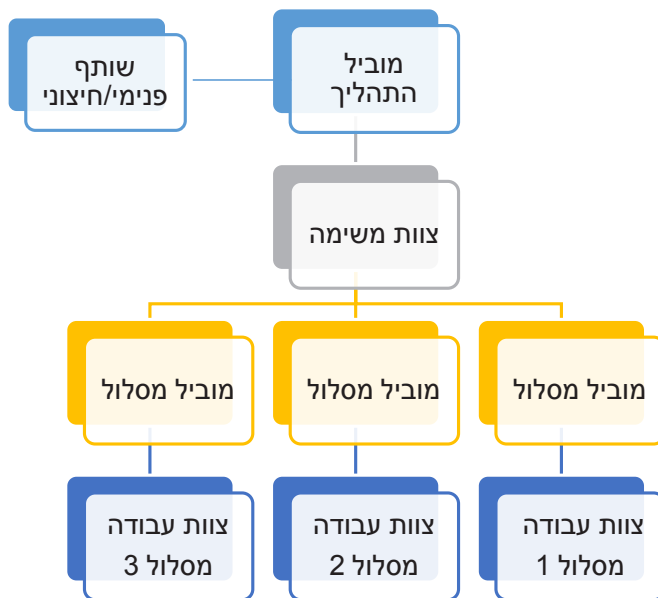 מוביל
התהליך
שותף
פנימי/חיצוני
צוות משימה
מוביל מסלול
מוביל מסלול
מוביל מסלול
צוות עבודה
מסלול 1
צוות עבודה
מסלול 2
צוות עבודה
מסלול 3